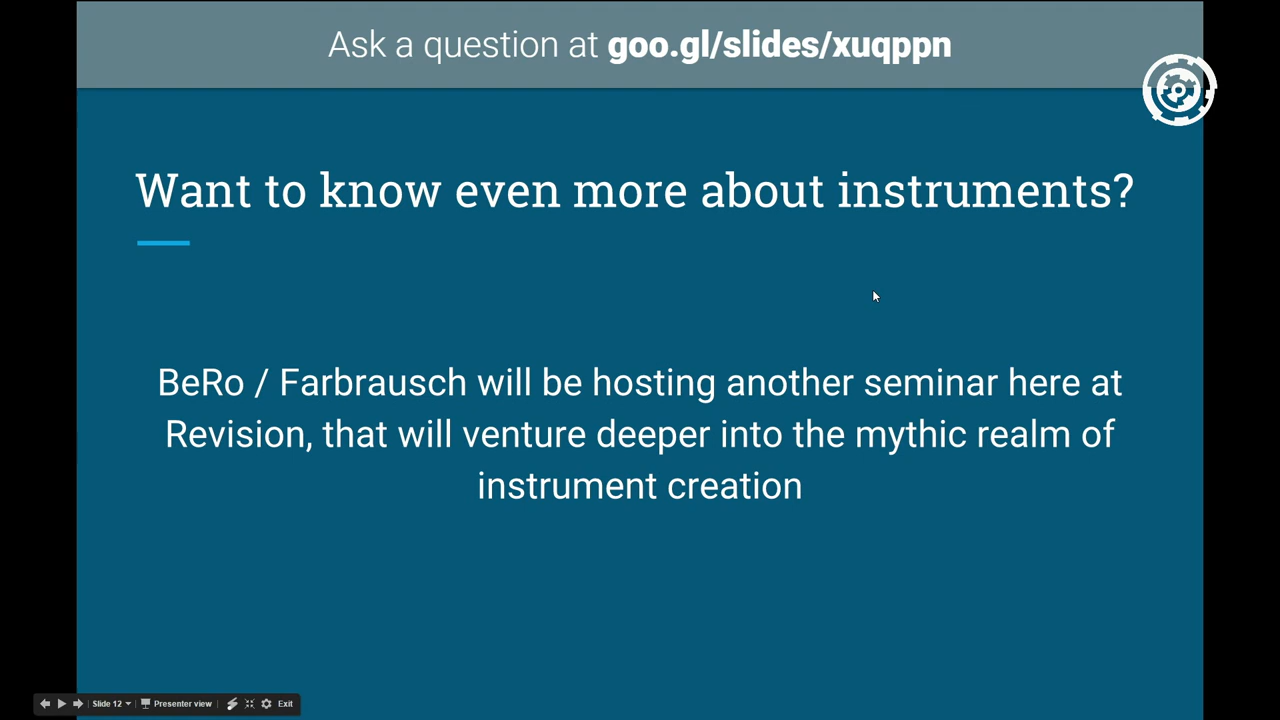 Ask a question at goo.gl/slides/xuqppn
Want to know even more about instruments?
BeRo / Farbrausch will be hosting another seminar here at
Revision, that will venture deeper into the mythic realm of
instrument creation
Slide 12
Presenter view
Exit